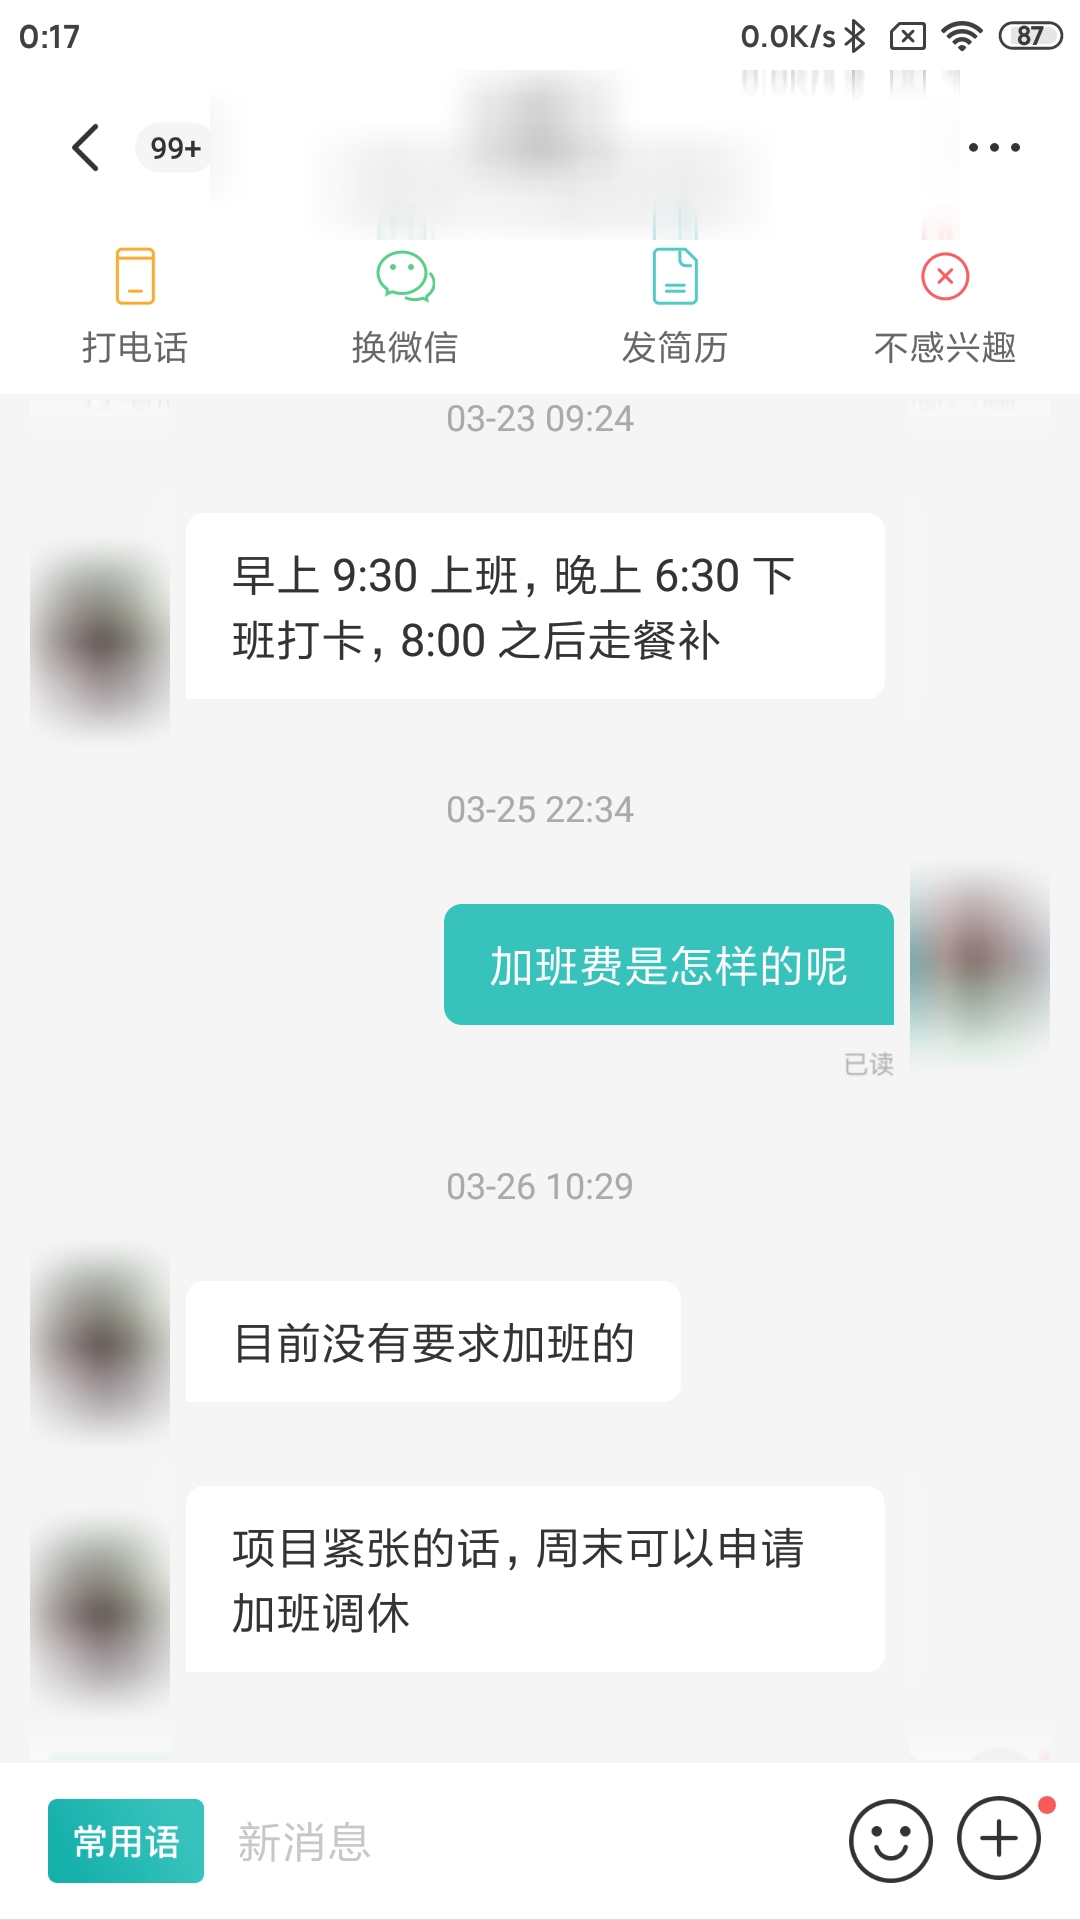 0:17
0.0K/s
87
99+
打电话
换微信
发简历
不感兴趣
03-23 09:24
早上 9:30 上班，晚上 6:30 下
班打卡，8:00 之后走餐补
03-25 22:34
加班费是怎样的呢
已读
03-26 10:29
目前没有要求加班的
项目紧张的话，周末可以申请
加班调休
常用语
新消息